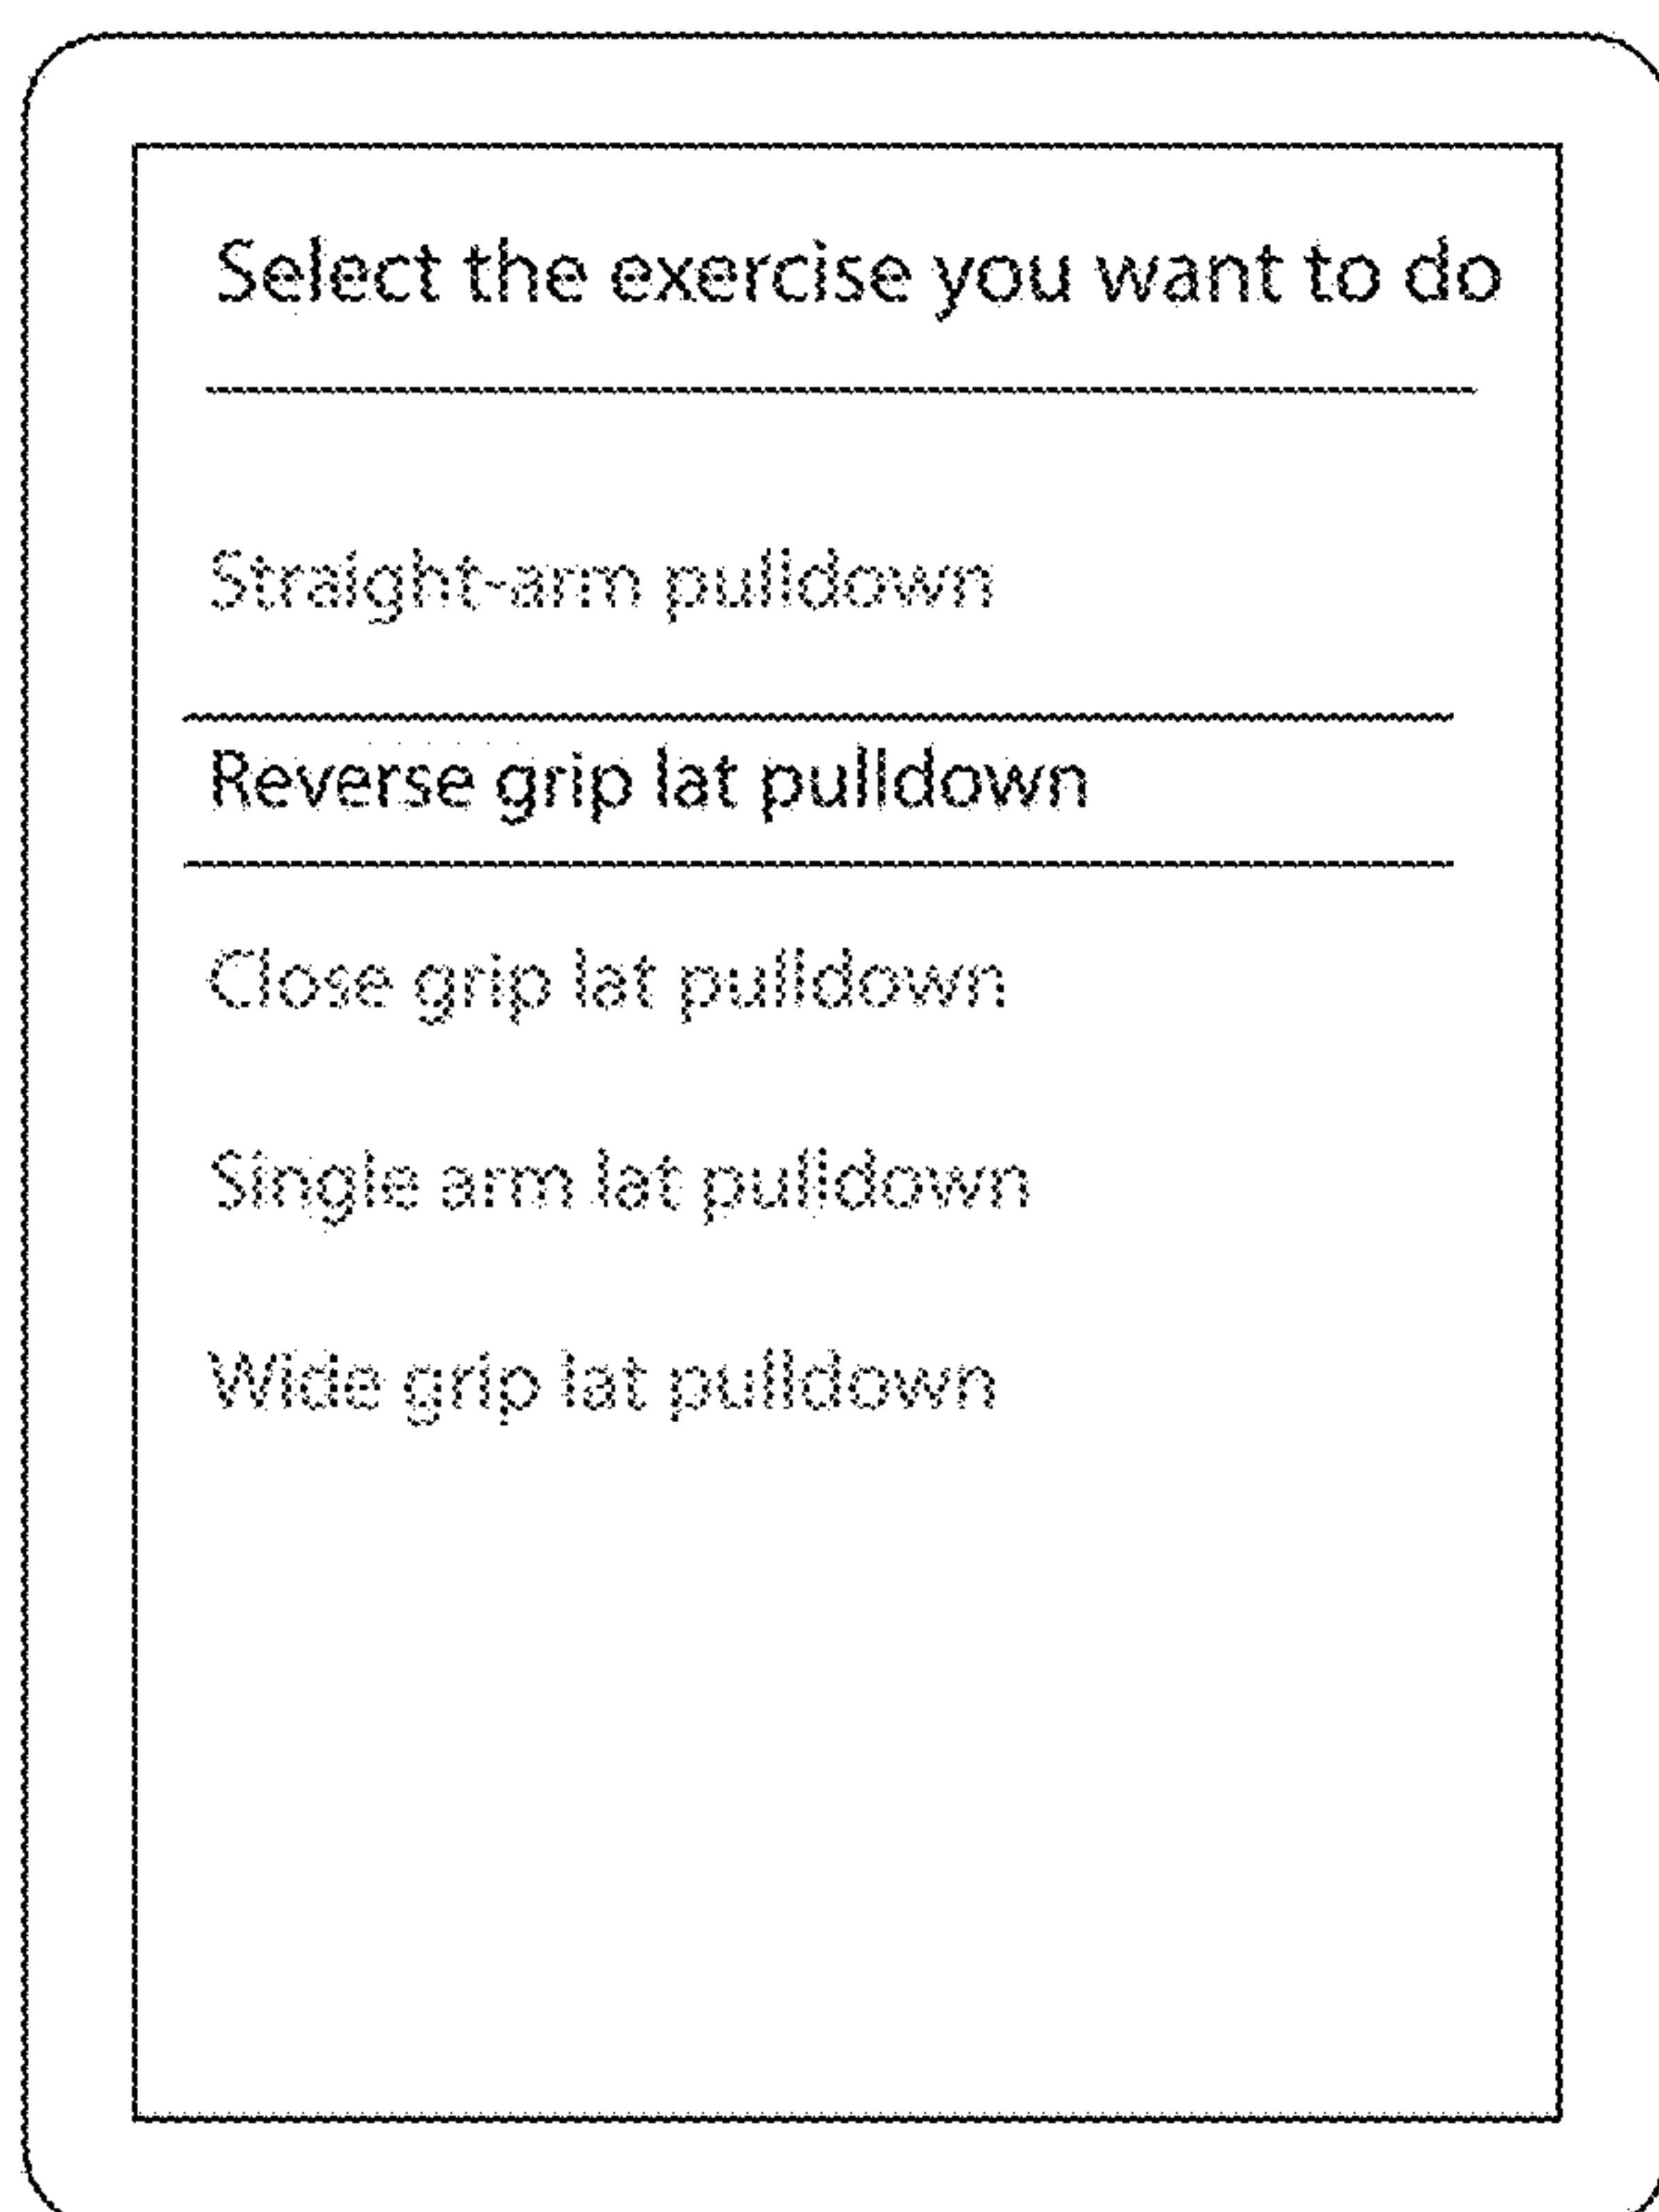 Select the exercise you want to do
Straight-arm pulldown
Reverse grip lat pulldown
Close grip lat pulldown
Single arm lat pulldown
Wide grip lat pulldown